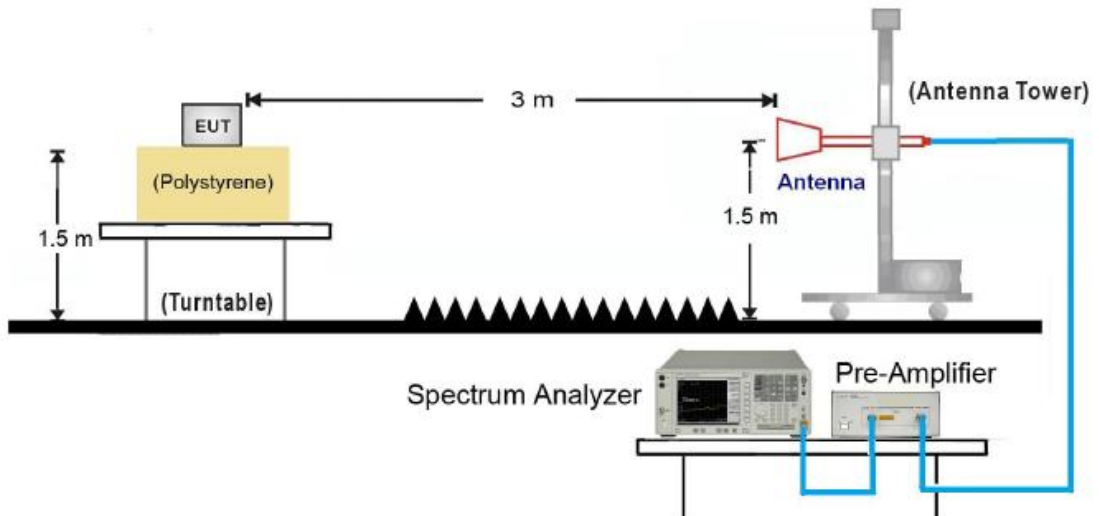 3 m
(Antenna Tower)
EUT
(Polystyrene)
Antenna
1.5 m
1.5 m
(Turntable)
Spectrum Analyzer
Pre-Amplifier